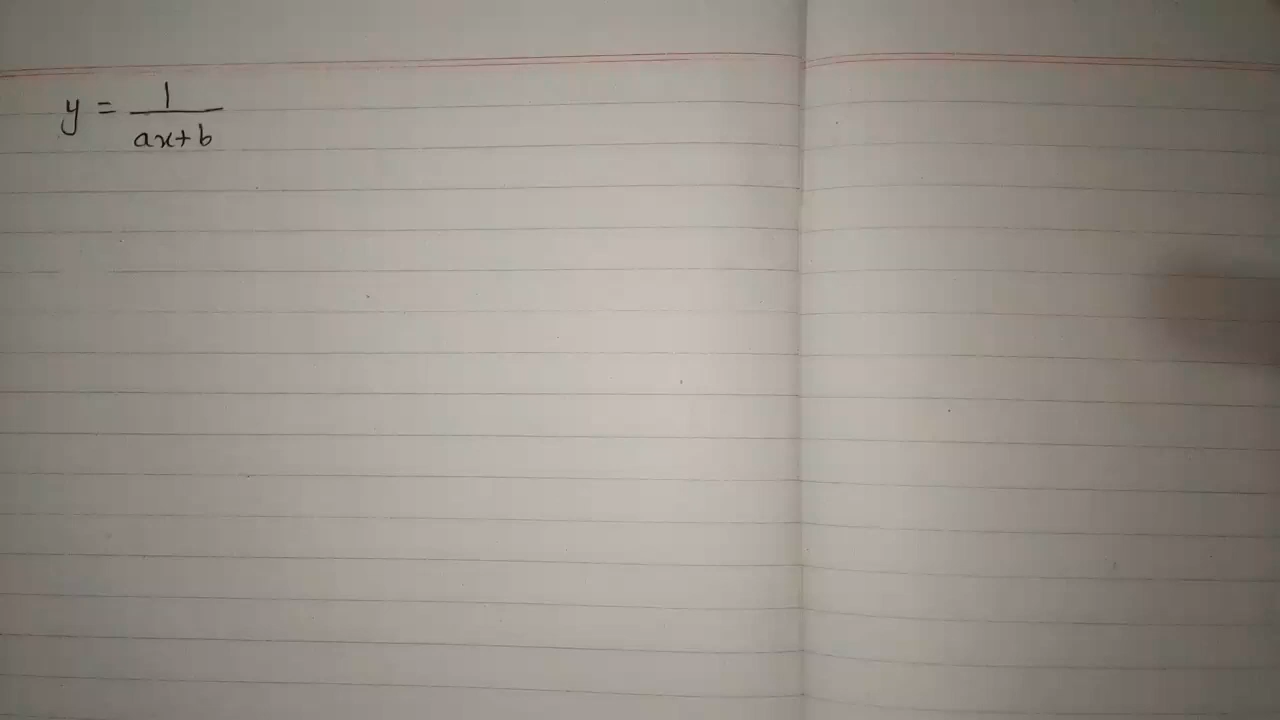 y = 1/(ax+b)